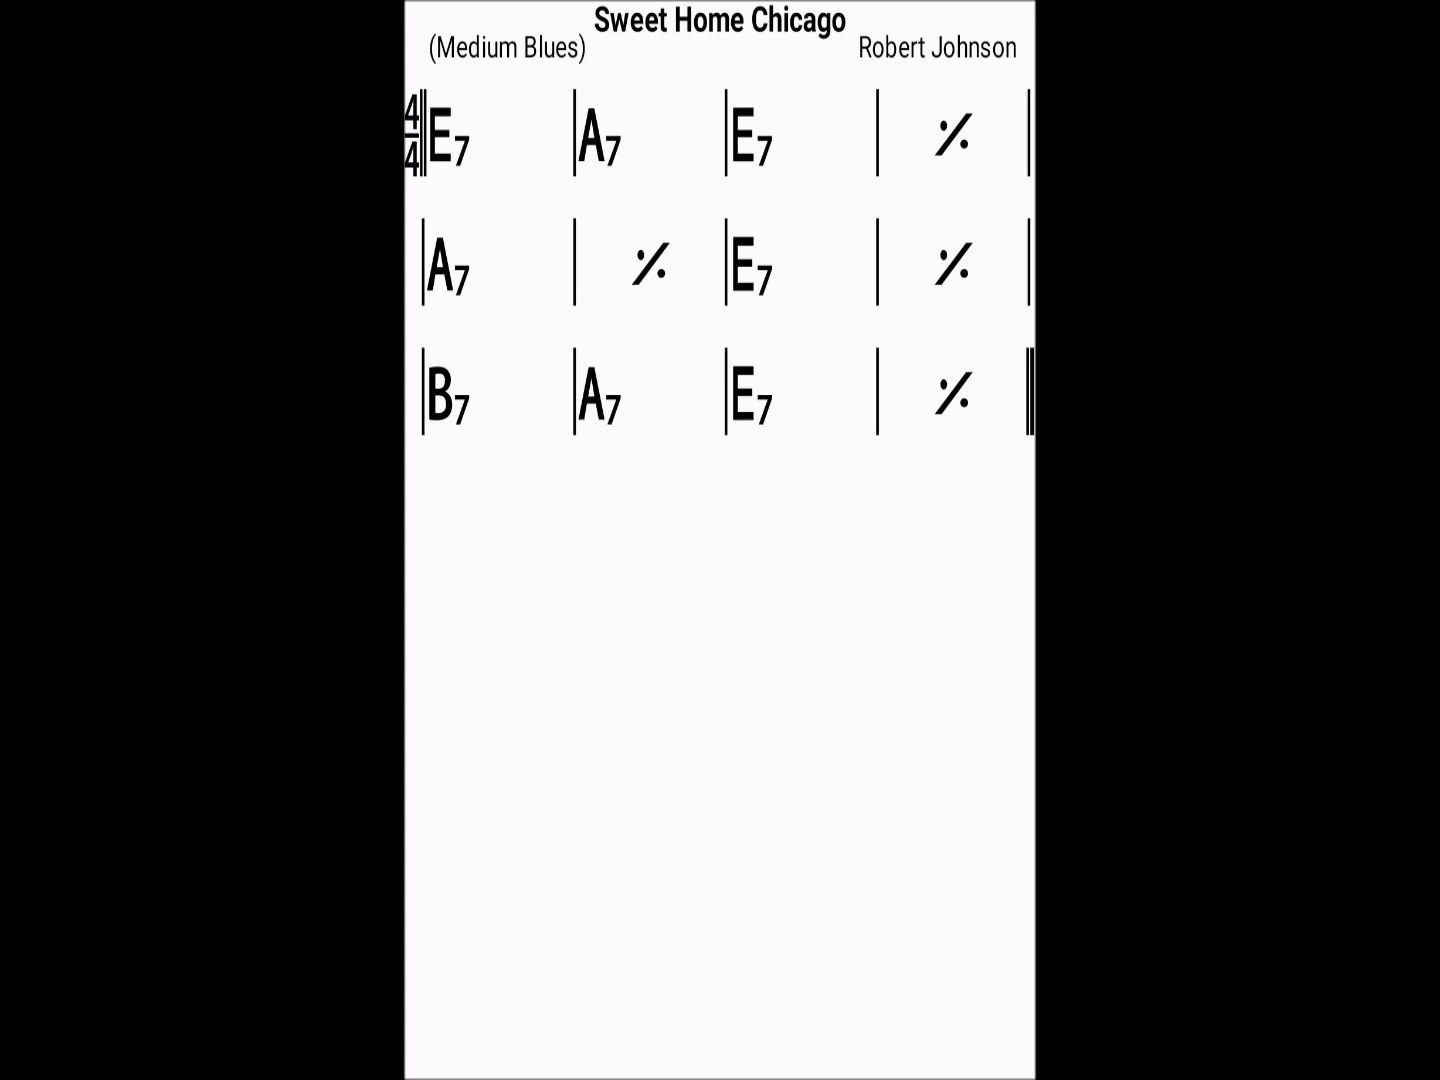 Sweet Home Chicago
(Medium Blues) Robert Johnson
4/4 E7 A7 E7 %
A7 % E7 %
B7 A7 E7 %